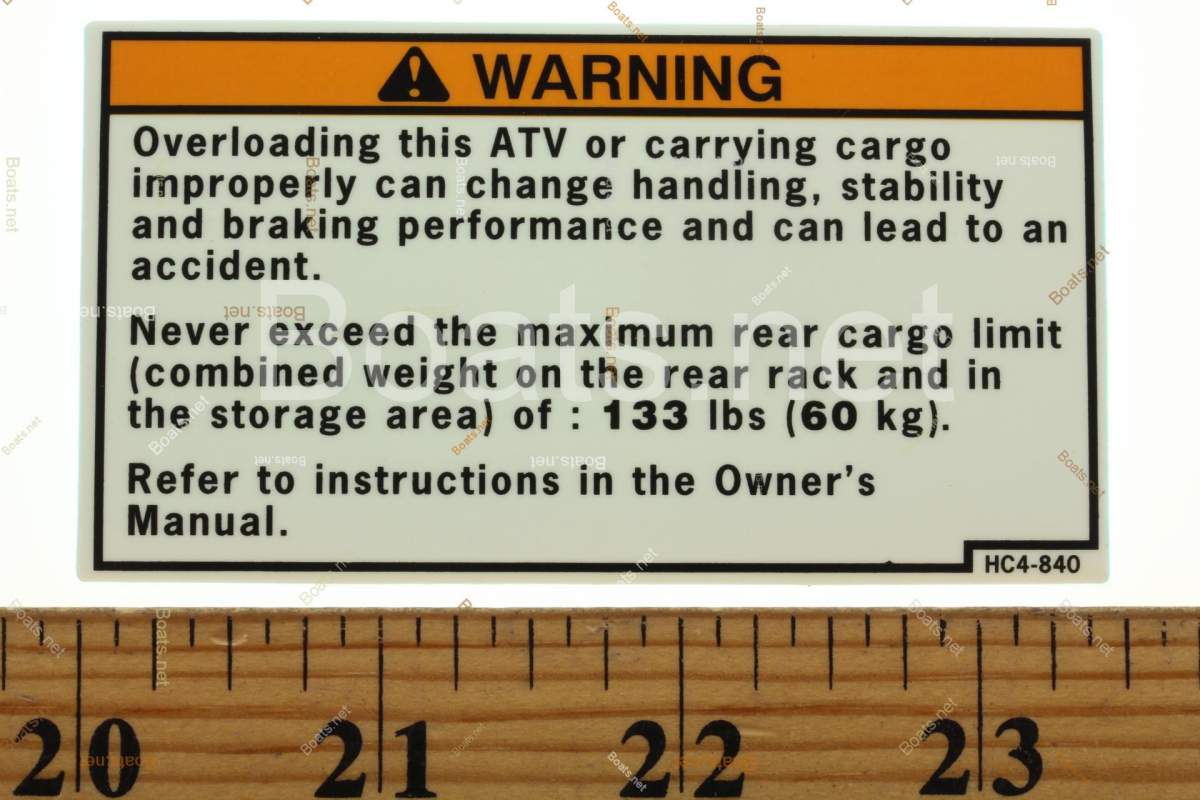 WARNING
Overloading this ATV or carrying cargo
improperly can change handling, stability
and braking performance and can lead to an
accident.
Never exceed the maximum rear cargo limit
(combined weight on the rear rack and in
the storage area) of : 133 lbs (60 kg).
Refer to instructions in the Owner's
Manual.
HC4-840
Boats.net
20 21 22 23